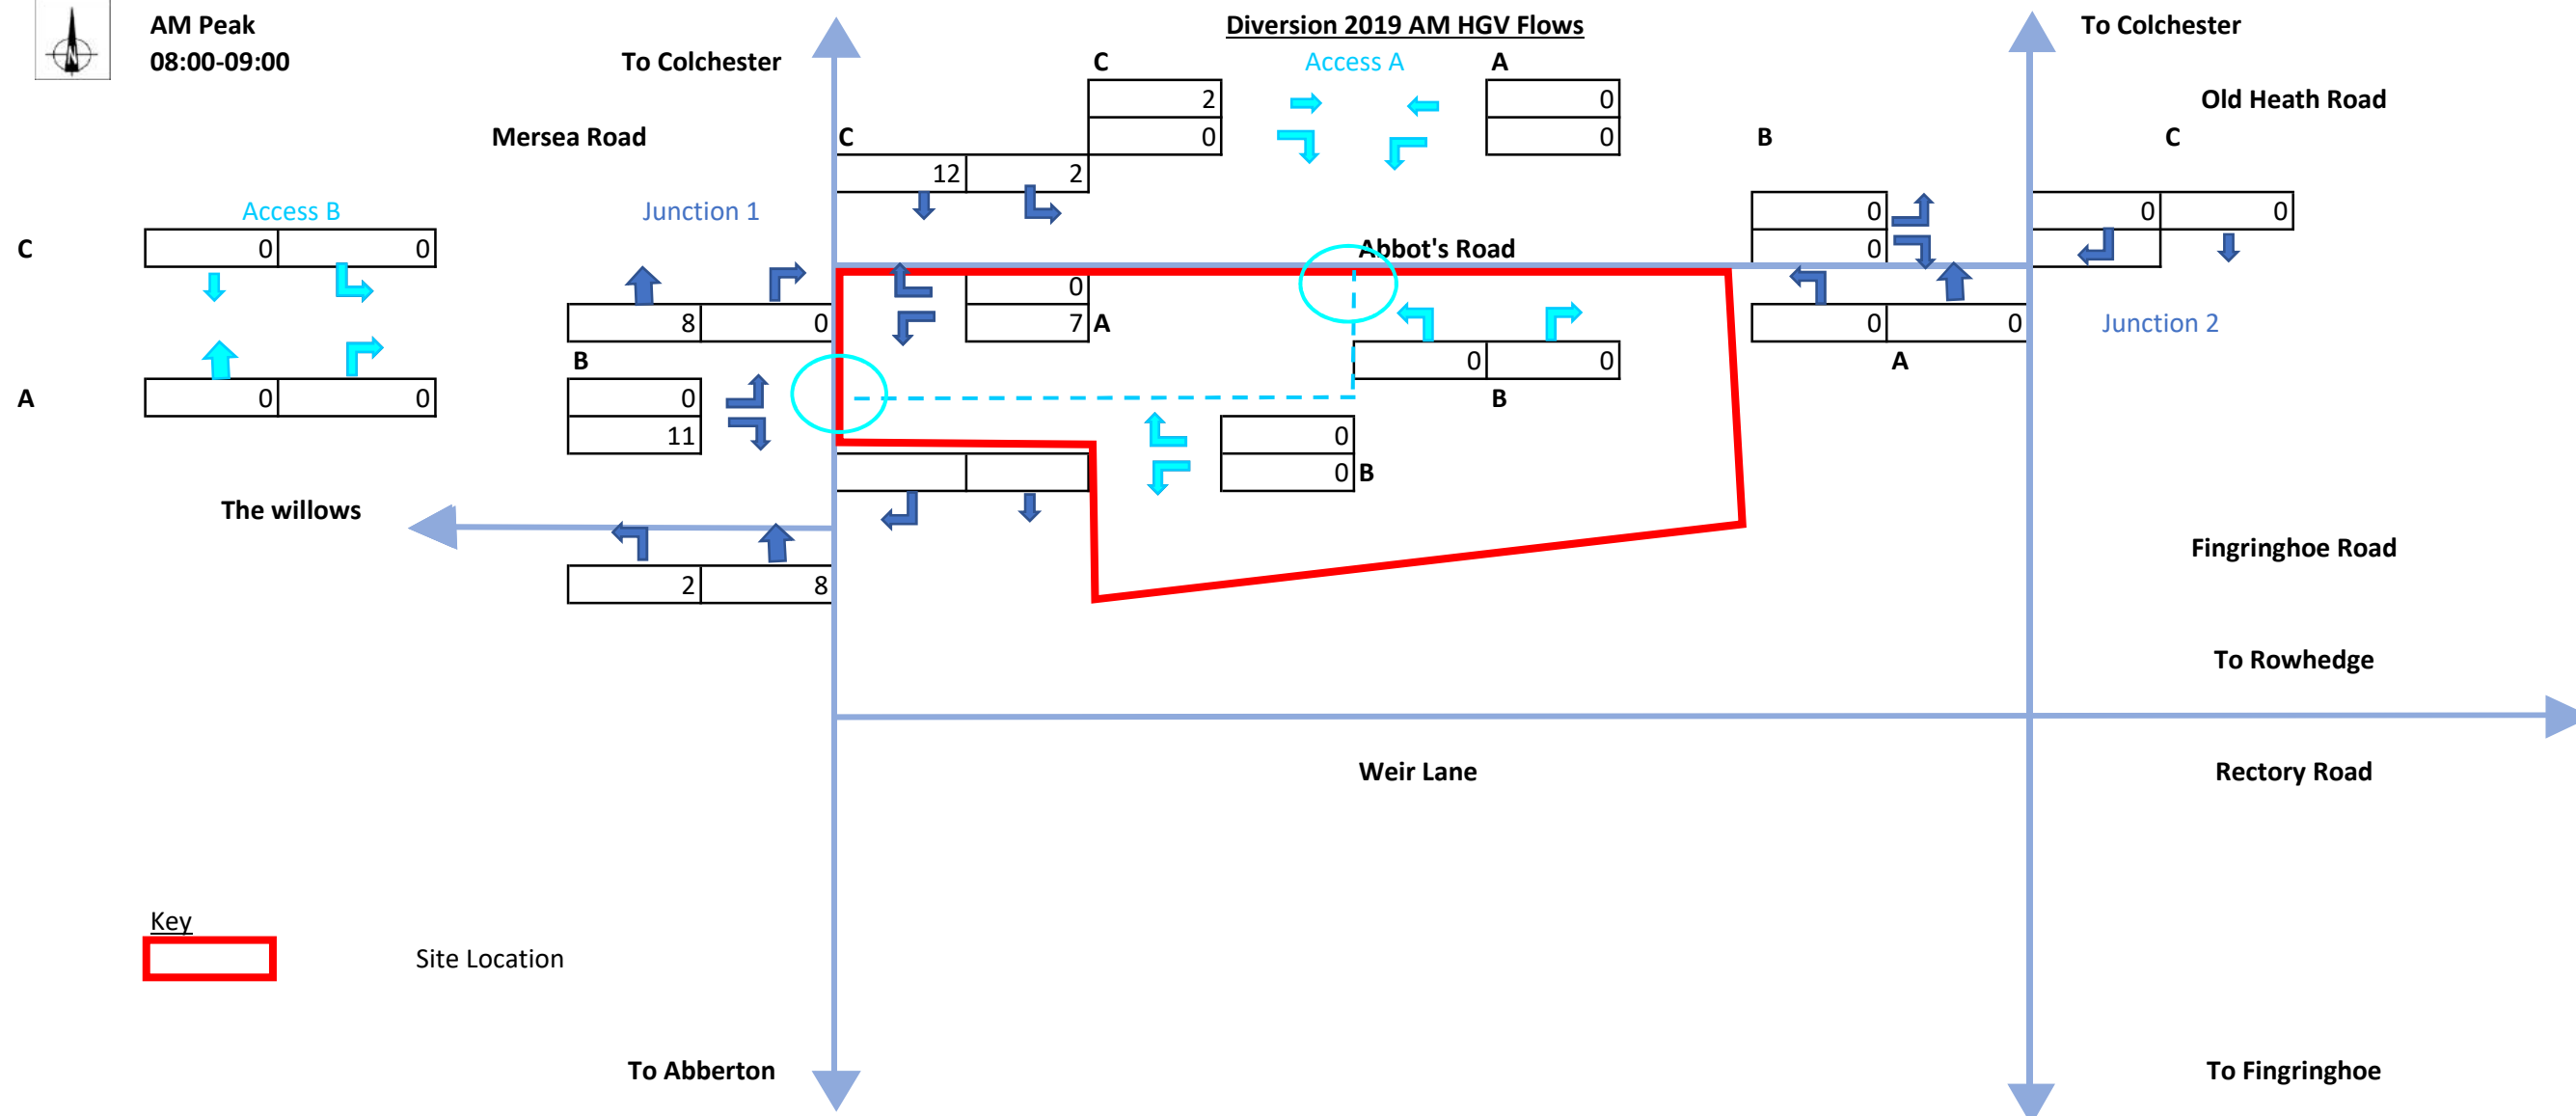 AM Peak
08:00-09:00
Diversion 2019 AM HGV Flows
To Colchester
To Colchester
C
Access A
A
2
0
Old Heath Road
Mersea Road
C
0
0
B
C
12
2
Access B
Junction 1
0
0
0
C
0
0
Abbot's Road
0
0
8
0
7
A
0
0
Junction 2
B
0
0
A
A
0
0
0
B
11
0
0
B
The willows
Fingringhoe Road
2
8
To Rowhedge
Weir Lane
Rectory Road
Key
Site Location
To Abberton
To Fingringhoe